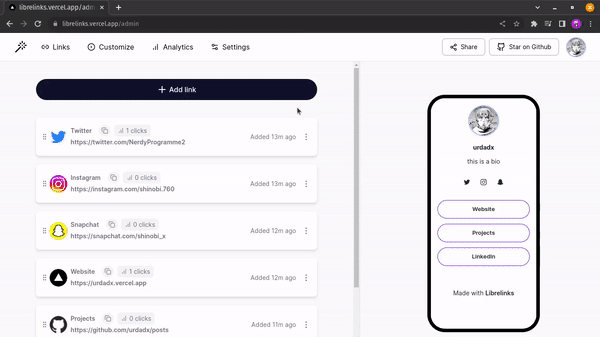 librelinks.vercel.app/adm
librelinks.vercel.app/admin
Links
Customize
Analytics
Settings
Share
Star on Github
+ Add link
Twitter
1 clicks
https://twitter.com/NerdyProgramme2
Added 13m ago
Instagram
0 clicks
https://instagram.com/shinobi.760
Added 13m ago
Snapchat
0 clicks
https://snapchat.com/shinobi_x
Added 12m ago
Website
1 clicks
https://urdadx.vercel.app
Added 12m ago
Projects
0 clicks
https://github.com/urdadx/posts
Added 11m ago
urdadx
this is a bio
Website
Projects
LinkedIn
Made with Librelinks